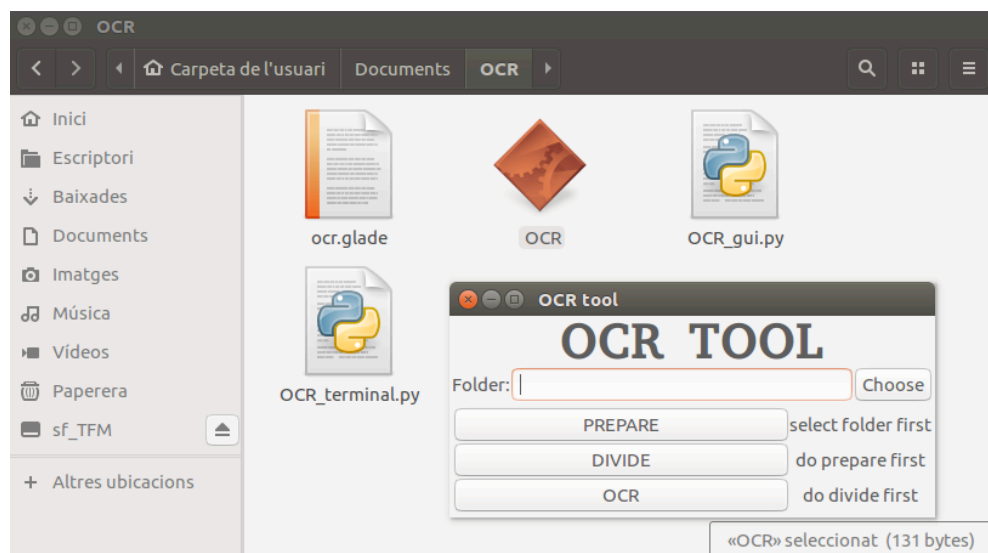 OCR
Carpeta de l'usuari Documents OCR
Inici
Escriptori
Baixades
Documents
Imatges
Música
Vídeos
Paperera
sf_TFM
Altres ubicacions
ocr.glade
OCR
OCR_gui.py
OCR_terminal.py
OCR tool
OCR TOOL
Folder: Choose
PREPARE select folder first
DIVIDE do prepare first
OCR do divide first
«OCR» seleccionat (131 bytes)